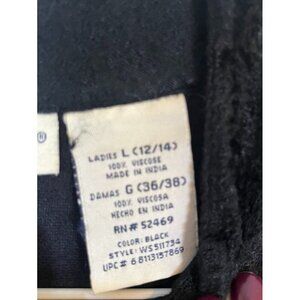 ®
LADIES L (12/14)
100% VISCOSE
MADE IN INDIA
DAMAS G (36/38)
100% VISCOSA
HECHO EN INDIA
RN# 52469
COLOR: BLACK
STYLE: WS511734
UPC# 6 8113157869